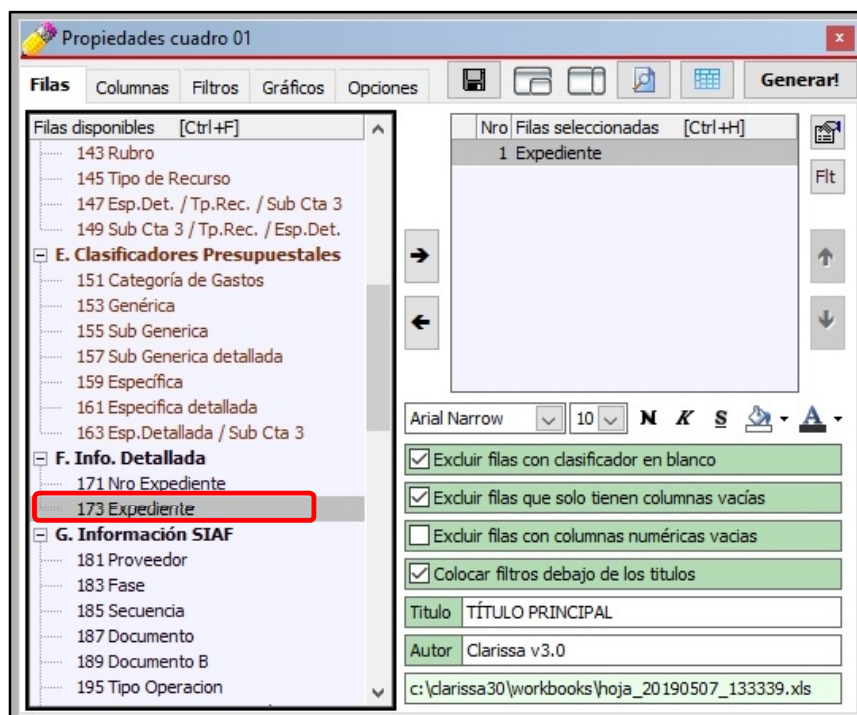 Propiedades cuadro 01
x
Filas Columnas Filtros Gráficos Opciones Generar!
Filas disponibles [Ctrl+F]
143 Rubro
145 Tipo de Recurso
147 Esp.Det. / Tp.Rec. / Sub Cta 3
149 Sub Cta 3 / Tp.Rec. / Esp.Det.
E. Clasificadores Presupuestales
151 Categoría de Gastos
153 Genérica
155 Sub Generica
157 Sub Generica detallada
159 Específica
161 Especifica detallada
163 Esp.Detallada / Sub Cta 3
F. Info. Detallada
171 Nro Expediente
173 Expediente
G. Información SIAF
181 Proveedor
183 Fase
185 Secuencia
187 Documento
189 Documento B
195 Tipo Operacion
Nro Filas seleccionadas [Ctrl+H]
1 Expediente
Flt
Arial Narrow 10 N K S A
Excluir filas con clasificador en blanco
Excluir filas que solo tienen columnas vacías
Excluir filas con columnas numéricas vacias
Colocar filtros debajo de los titulos
Titulo TÍTULO PRINCIPAL
Autor Clarissa v3.0
c:\clarissa30\workbooks\hoja_20190507_133339.xls